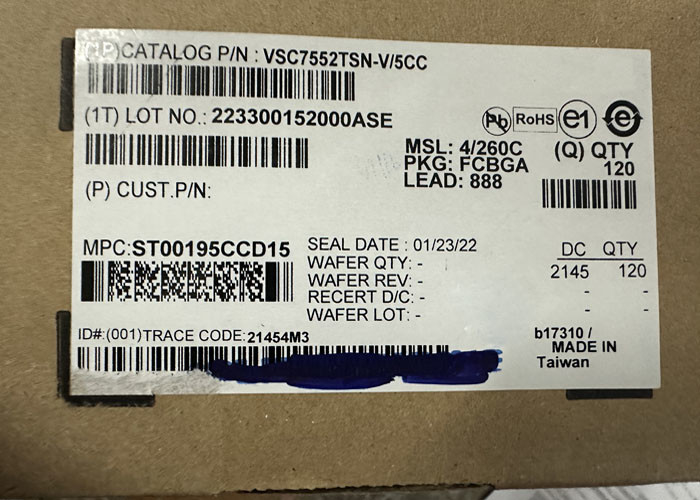 (1P)CATALOG P/N : VSC7552TSN-V/5CC
(1T) LOT NO.: 223300152000ASE
Pb RoHS e1 e
MSL: 4/260C
PKG: FCBGA
LEAD: 888
(Q) QTY
120
(P) CUST.P/N:
MPC:ST00195CCD15
SEAL DATE : 01/23/22
WAFER QTY: -
WAFER REV: -
RECERT D/C: -
WAFER LOT: -
DC QTY
2145 120
- -
- -
ID#:(001)TRACE CODE:21454M3
b17310 /
MADE IN
Taiwan